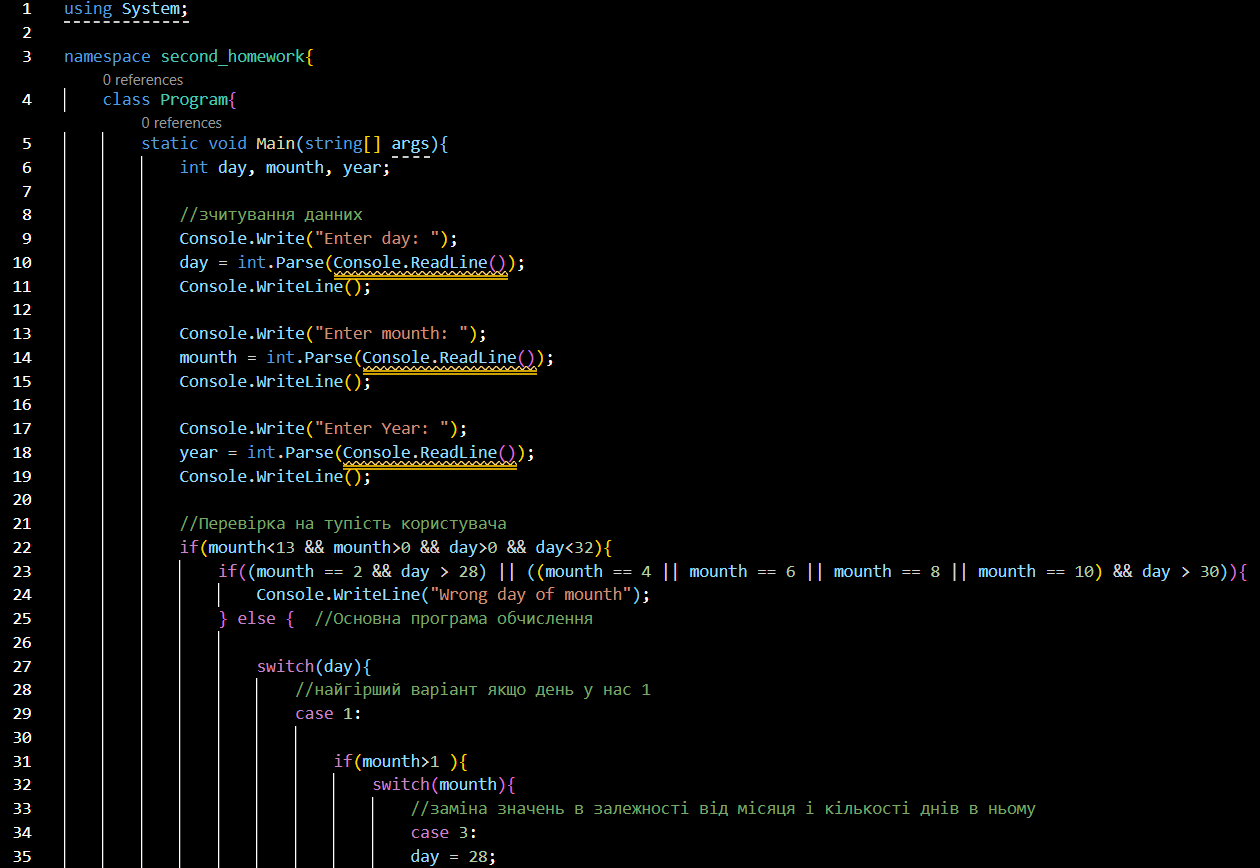 1 using System;
2
3 namespace second_homework{
0 references
4 class Program{
0 references
5 static void Main(string[] args){
6 int day, mounth, year;
7
8 //зчитування данних
9 Console.Write("Enter day: ");
10 day = int.Parse(Console.ReadLine());
11 Console.WriteLine();
12
13 Console.Write("Enter mounth: ");
14 mounth = int.Parse(Console.ReadLine());
15 Console.WriteLine();
16
17 Console.Write("Enter Year: ");
18 year = int.Parse(Console.ReadLine());
19 Console.WriteLine();
20
21 //Перевірка на тупість користувача
22 if(mounth<13 && mounth>0 && day>0 && day<32){
23 if((mounth == 2 && day > 28) || ((mounth == 4 || mounth == 6 || mounth == 8 || mounth == 10) && day > 30)){
24 Console.WriteLine("Wrong day of mounth");
25 } else { //Основна програма обчислення
26
27 switch(day){
28 //найгірший варіант якщо день у нас 1
29 case 1:
30
31 if(mounth>1 ){
32 switch(mounth){
33 //заміна значень в залежності від місяця і кількості днів в ньому
34 case 3:
35 day = 28;